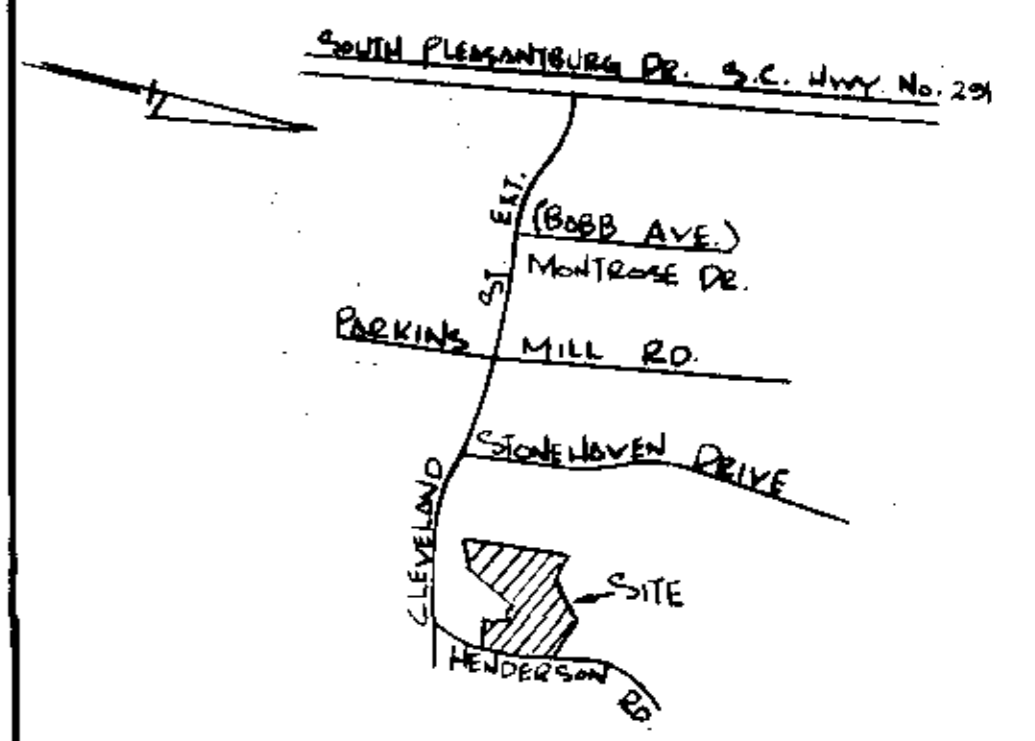 SOUTH PLEASANTBURG DR. S.C. HWY No. 291
CLEVELAND ST. EXT.
(BOBB AVE.)
MONTROSE DR.
PARKINS MILL RD.
STONEHAVEN DRIVE
SITE
HENDERSON RD.